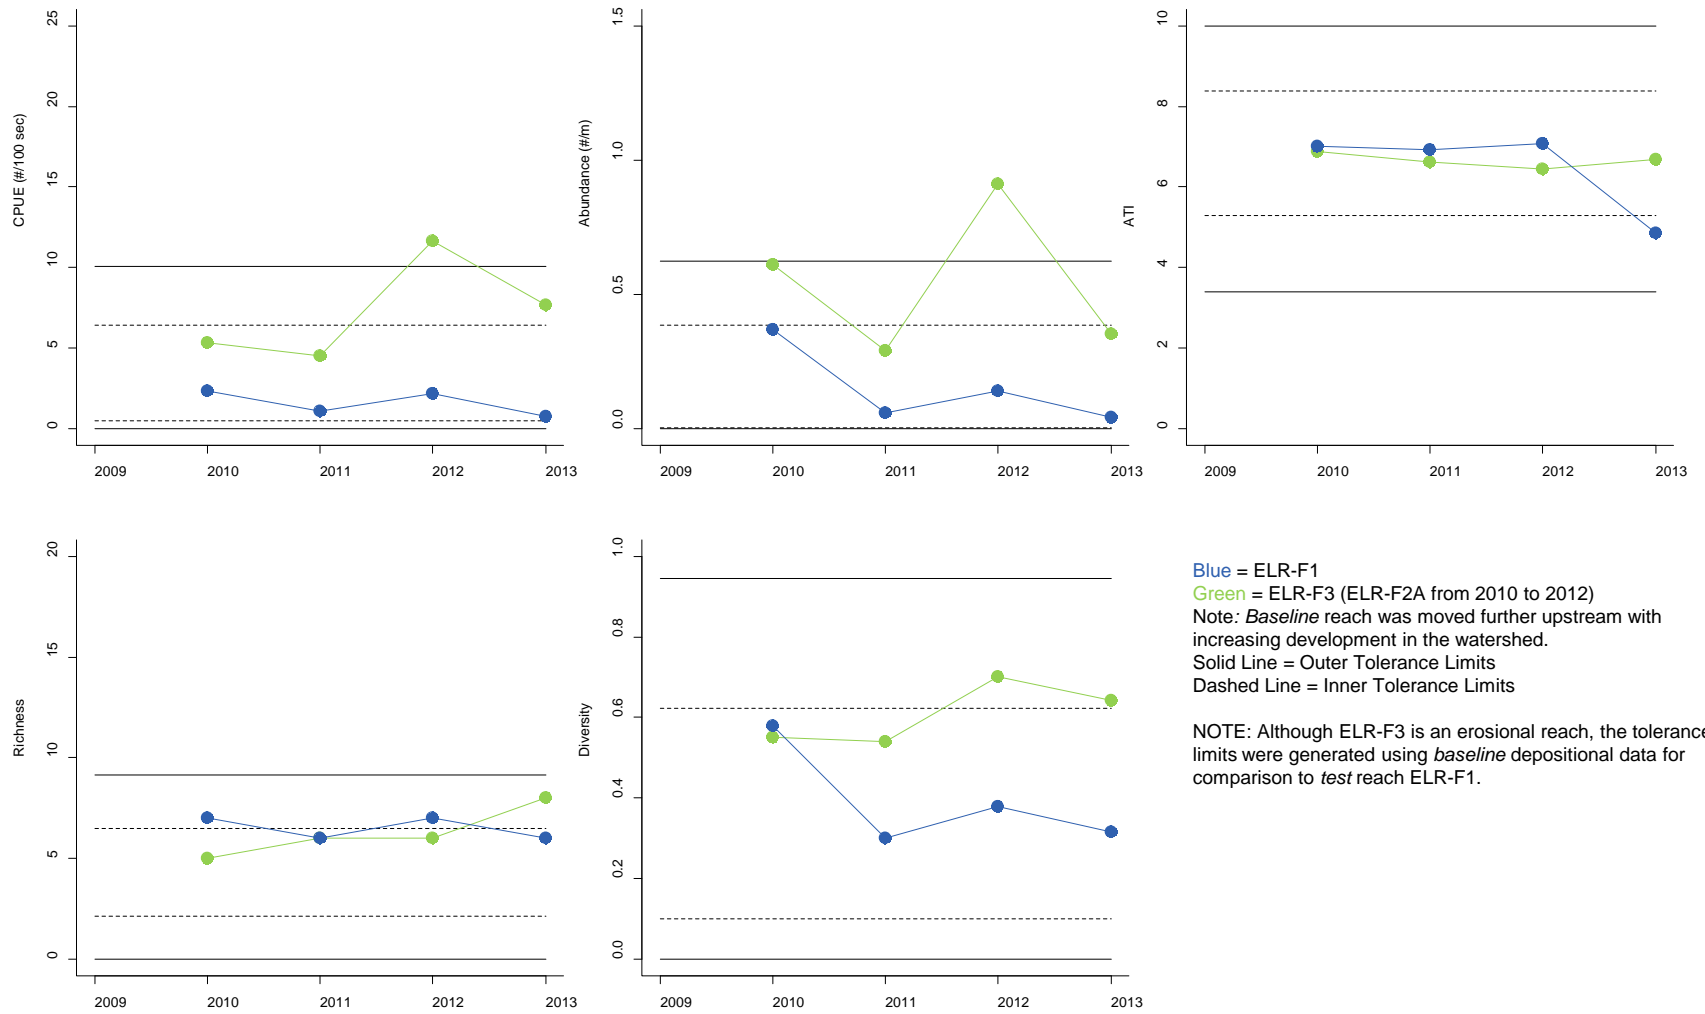 CPUE (#/100 sec)
25
20
15
10
5
0
2009 2010 2011 2012 2013
Abundance (#/m)
1.5
1.0
0.5
0.0
2009 2010 2011 2012 2013
ATI
10
8
6
4
2
0
2009 2010 2011 2012 2013
Richness
20
15
10
5
0
2009 2010 2011 2012 2013
Diversity
1.0
0.8
0.6
0.4
0.2
0.0
2009 2010 2011 2012 2013
Blue = ELR-F1
Green = ELR-F3 (ELR-F2A from 2010 to 2012)
Note: Baseline reach was moved further upstream with
increasing development in the watershed.
Solid Line = Outer Tolerance Limits
Dashed Line = Inner Tolerance Limits
NOTE: Although ELR-F3 is an erosional reach, the tolerance
limits were generated using baseline depositional data for
comparison to test reach ELR-F1.